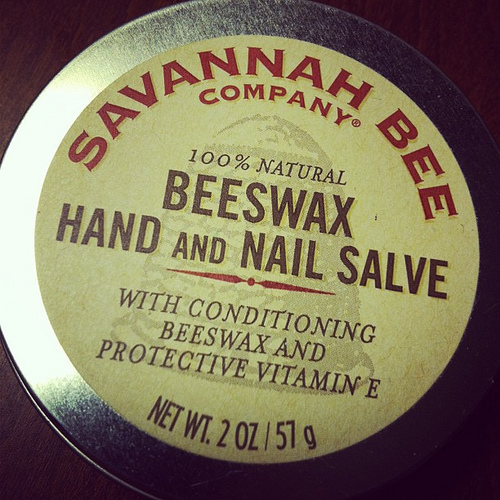 SAVANNAH BEE
COMPANY®
100% NATURAL
BEESWAX
HAND AND NAIL SALVE
WITH CONDITIONING
BEESWAX AND
PROTECTIVE VITAMIN E
NET WT. 2 OZ / 57 g